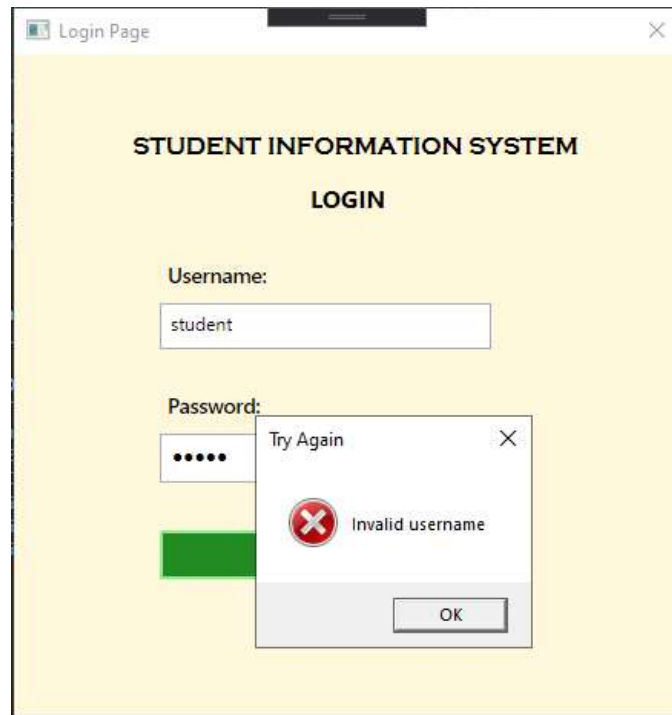 Login Page
STUDENT INFORMATION SYSTEM
LOGIN
Username:
student
Password:
•••••
Try Again
Invalid username
OK